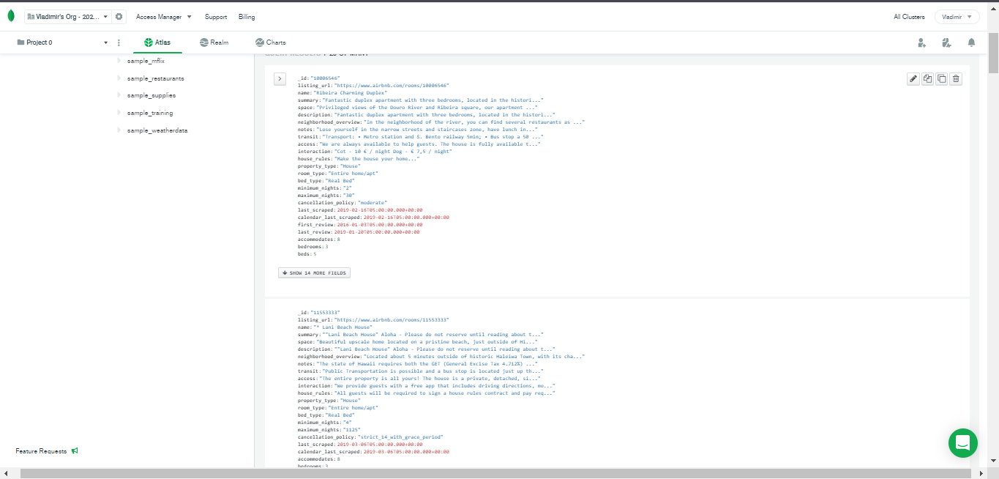 Vladimir's Org - 202...
Access Manager
Support
Billing
All Clusters
Vladimir
Project 0
Atlas
Realm
Charts
sample_mflix
sample_restaurants
sample_supplies
sample_training
sample_weatherdata
Feature Requests
_id: "10006546"
listing_url: "https://www.airbnb.com/rooms/10006546"
name: "Ribeira Charming Duplex"
summary: "Fantastic duplex apartment with three bedrooms, located in the histori..."
space: "Privileged views of the Douro River and Ribeira square, our apartment ..."
description: "Fantastic duplex apartment with three bedrooms, located in the histori..."
neighborhood_overview: "In the neighborhood of the river, you can find several restaurants as ..."
notes: "Lose yourself in the narrow streets and staircases zone, have lunch in..."
transit: "Transport: • Metro station and S. Bento railway 5min; • Bus stop a 50 ..."
access: "We are always available to help guests. The house is fully available t..."
interaction: "Cot - 10 € / night Dog - € 7,5 / night"
house_rules: "Make the house your home..."
property_type: "House"
room_type: "Entire home/apt"
bed_type: "Real Bed"
minimum_nights: "2"
maximum_nights: "30"
cancellation_policy: "moderate"
last_scraped: 2019-02-16T05:00:00.000+00:00
calendar_last_scraped: 2019-02-16T05:00:00.000+00:00
first_review: 2016-01-03T05:00:00.000+00:00
last_review: 2019-01-20T05:00:00.000+00:00
accommodates: 8
bedrooms: 3
beds: 5
SHOW 14 MORE FIELDS
_id: "11553333"
listing_url: "https://www.airbnb.com/rooms/11553333"
name: "* Lani Beach House"
summary: ""Lani Beach House" Aloha - Please do not reserve until reading about t..."
space: "Beautiful upscale home located on a pristine beach, just outside of Hi..."
description: ""Lani Beach House" Aloha - Please do not reserve until reading about t..."
neighborhood_overview: "Located about 5 minutes outside of historic Haleiwa Town, with its cha..."
notes: "The state of Hawaii requires both the GET (General Excise Tax 4.712%) ..."
transit: "Public Transportation is possible and a bus stop is located just up th..."
access: "The entire property is all yours! The house is a private, detached, si..."
interaction: "We provide guests with a free app that includes driving directions, mo..."
house_rules: "All guests will be required to sign a house rules contract and pay req..."
property_type: "House"
room_type: "Entire home/apt"
bed_type: "Real Bed"
minimum_nights: "4"
maximum_nights: "1125"
cancellation_policy: "strict_14_with_grace_period"
last_scraped: 2019-03-06T05:00:00.000+00:00
calendar_last_scraped: 2019-03-06T05:00:00.000+00:00
accommodates: 8
bedrooms: 3